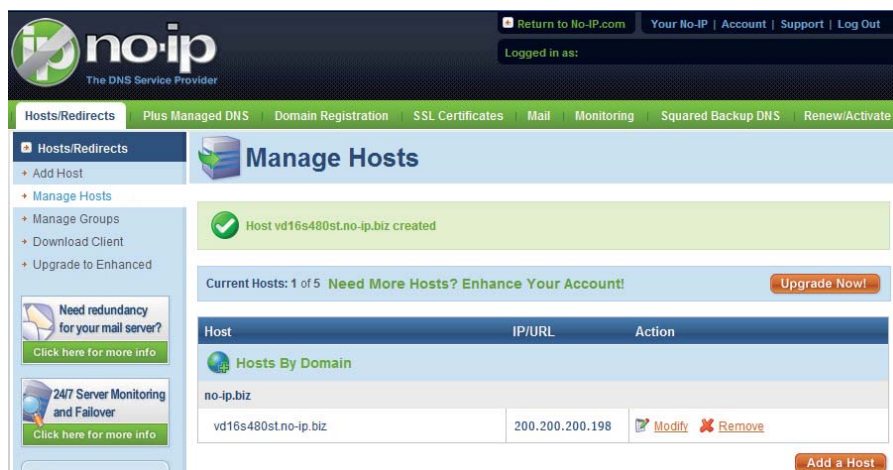 no-ip
The DNS Service Provider
Return to No-IP.com
Your No-IP | Account | Support | Log Out
Logged in as:
Hosts/Redirects
Plus Managed DNS
Domain Registration
SSL Certificates
Mail
Monitoring
Squared Backup DNS
Renew/Activate
Hosts/Redirects
Add Host
Manage Hosts
Manage Groups
Download Client
Upgrade to Enhanced
Need redundancy
for your mail server?
Click here for more info
24/7 Server Monitoring
and Failover
Click here for more info
Manage Hosts
Host vd16s480st.no-ip.biz created
Current Hosts: 1 of 5 Need More Hosts? Enhance Your Account!
Upgrade Now!
Host IP/URL Action
Hosts By Domain
no-ip.biz
vd16s480st.no-ip.biz 200.200.200.198 Modify Remove
Add a Host